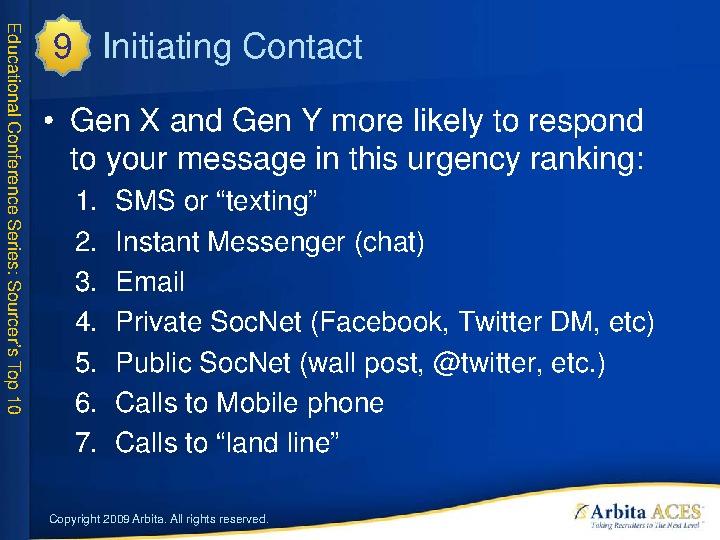 Educational Conference Series: Sourcer's Top 10
9 Initiating Contact
• Gen X and Gen Y more likely to respond
to your message in this urgency ranking:
1. SMS or “texting”
2. Instant Messenger (chat)
3. Email
4. Private SocNet (Facebook, Twitter DM, etc)
5. Public SocNet (wall post, @twitter, etc.)
6. Calls to Mobile phone
7. Calls to “land line”
Copyright 2009 Arbita. All rights reserved.
Arbita ACES
Taking Recruiters to The Next Level